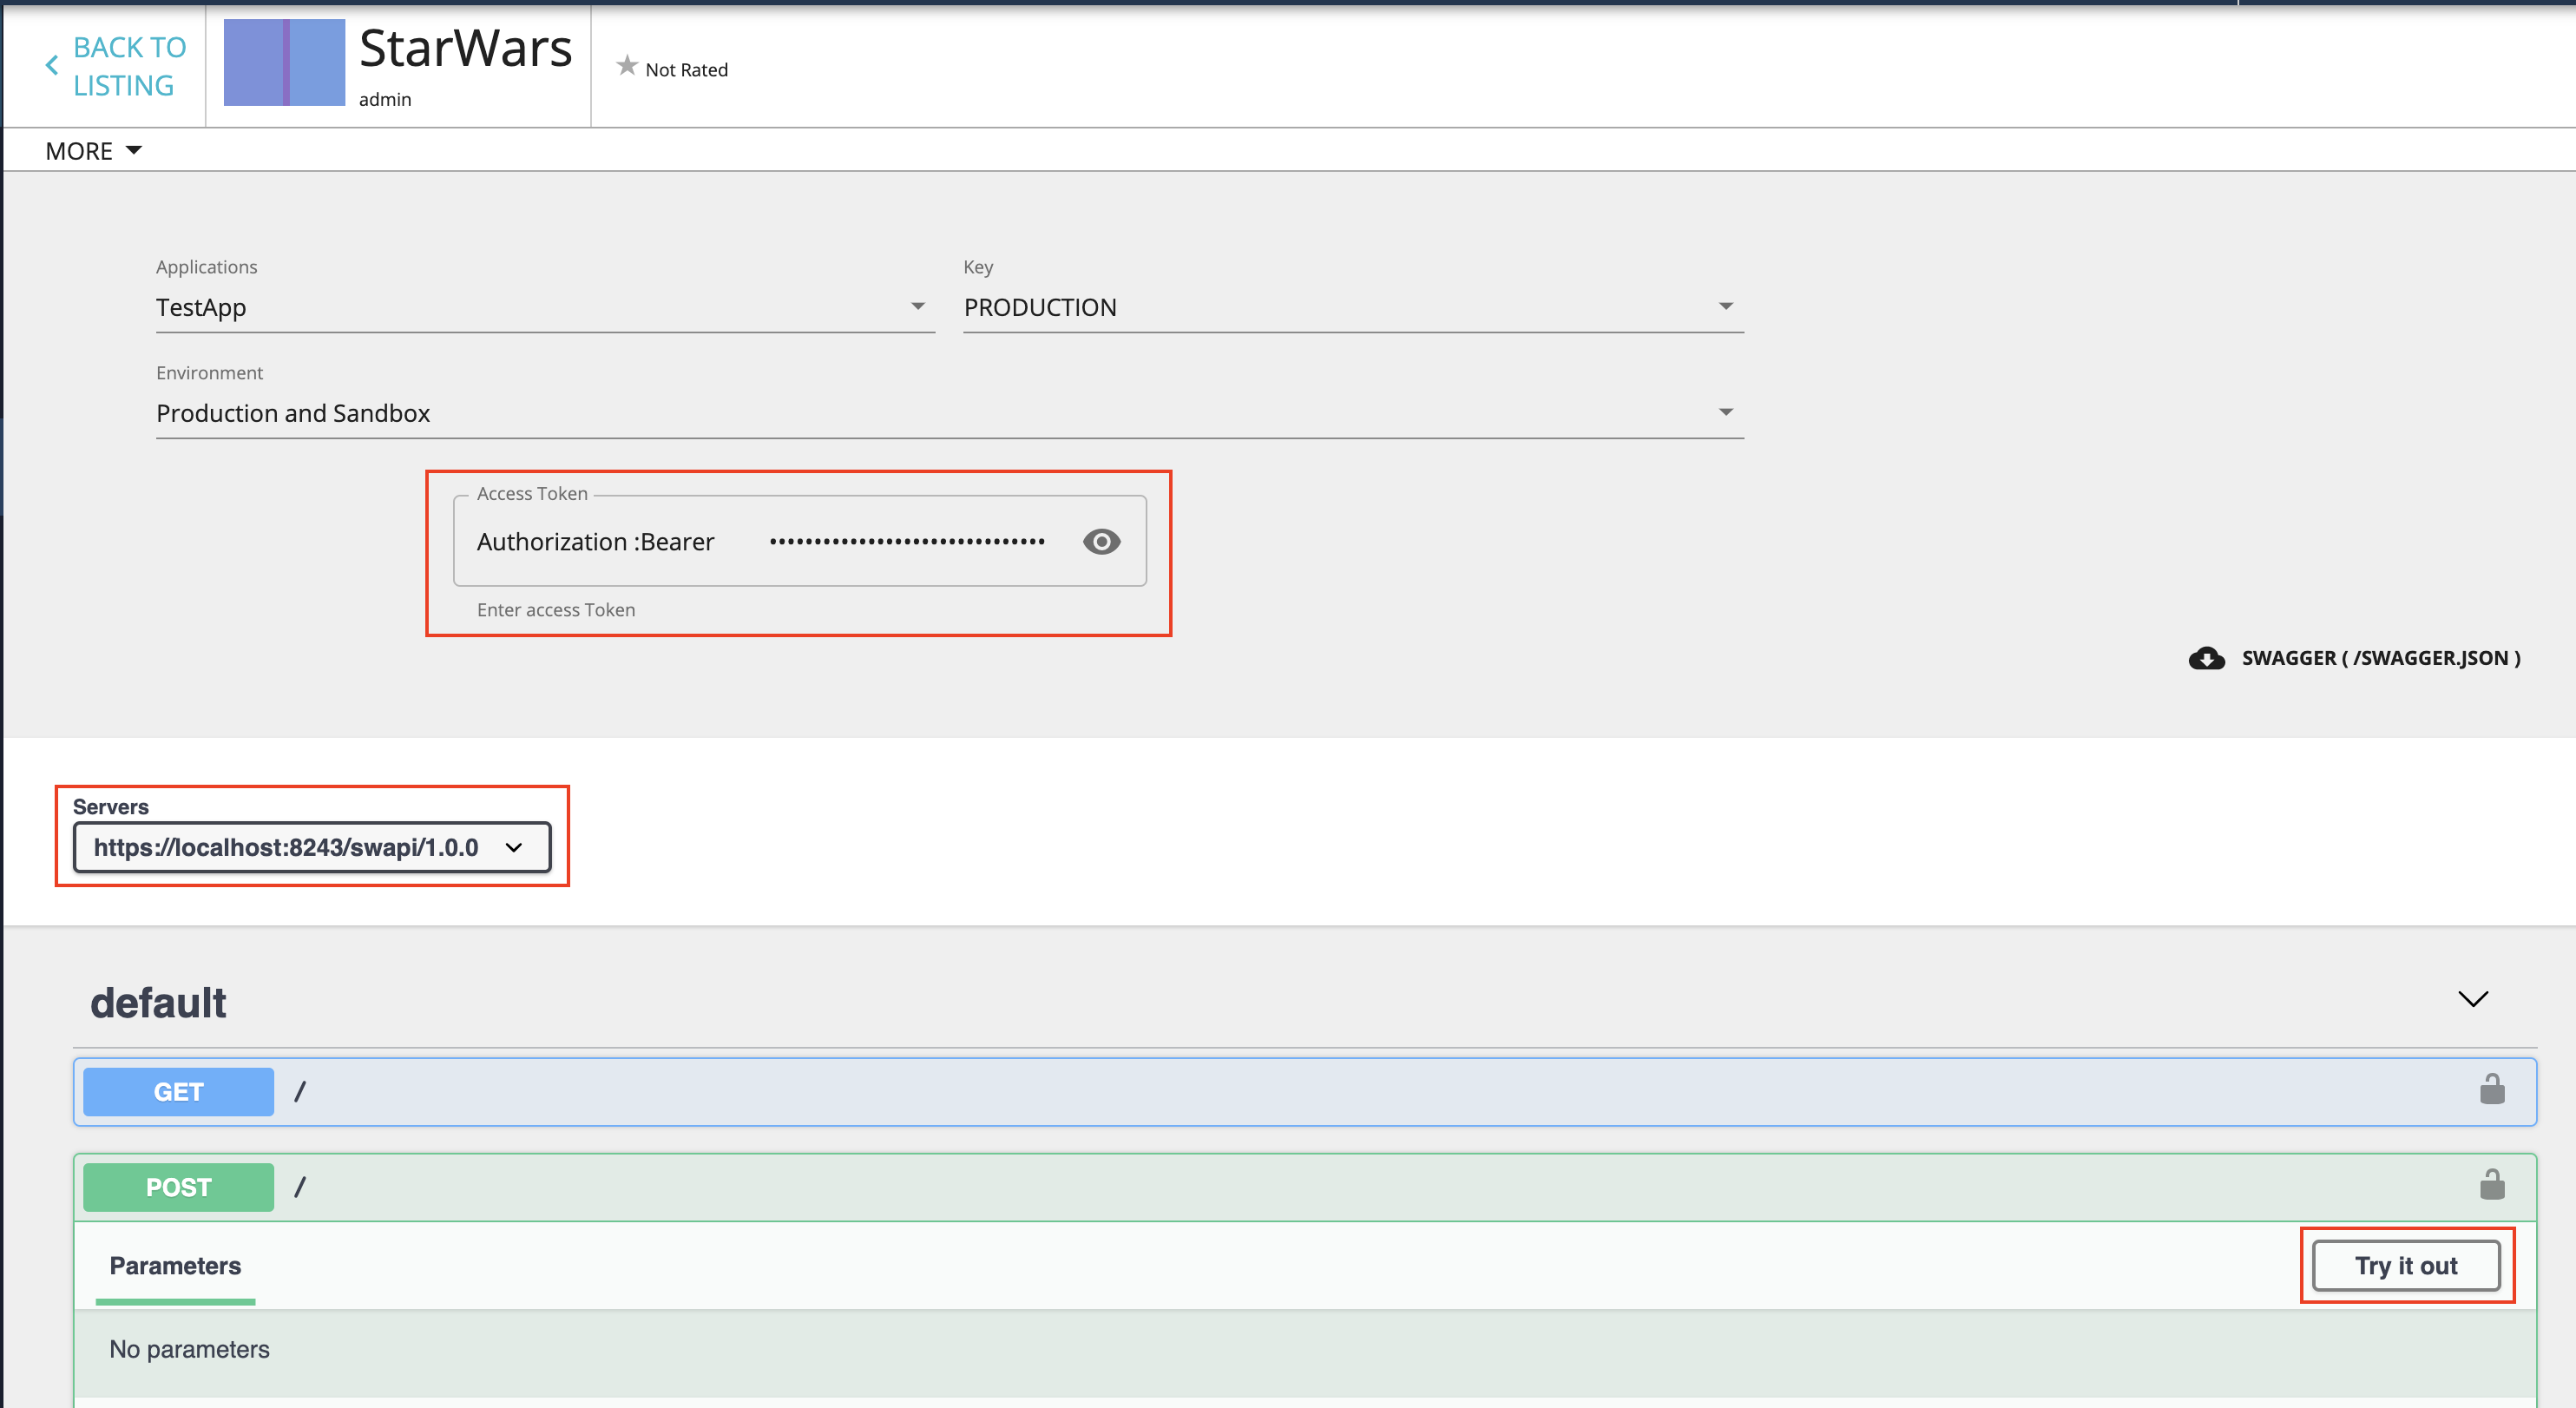 BACK TO
LISTING
StarWars
admin
Not Rated
MORE
Applications
Key
TestApp
PRODUCTION
Environment
Production and Sandbox
Access Token
Authorization :Bearer •••••••••••••••••••••••••••••••
Enter access Token
SWAGGER ( /SWAGGER.JSON )
Servers
https://localhost:8243/swapi/1.0.0
default
GET /
POST /
Parameters
Try it out
No parameters